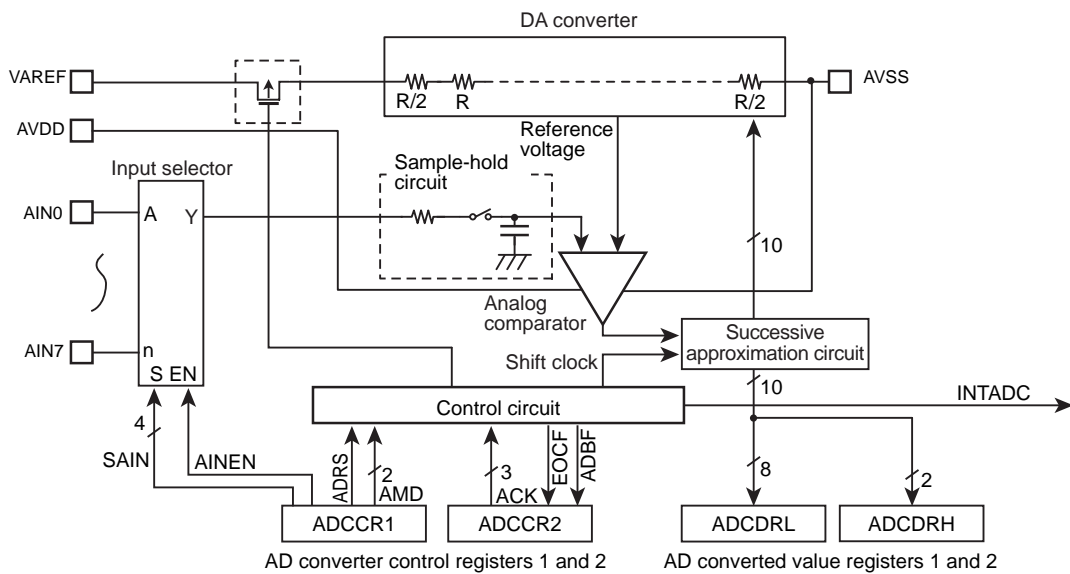 DA converter
VAREF
AVSS
R/2
R
R/2
AVDD
Reference
voltage
Input selector
Sample-hold
circuit
AIN0
A
Y
10
Analog
comparator
Successive
approximation circuit
AIN7
n
Shift clock
S EN
10
INTADC
Control circuit
4
SAIN
AINEN
ADRS
2
AMD
3
ACK
EOCF
ADBF
8
2
ADCCR1
ADCCR2
ADCDRL
ADCDRH
AD converter control registers 1 and 2
AD converted value registers 1 and 2